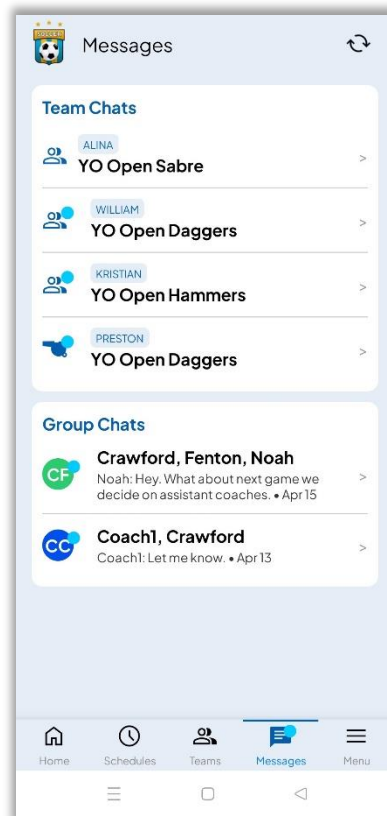 SOCCER
Messages
Team Chats
ALINA
YO Open Sabre
>
WILLIAM
YO Open Daggers
>
KRISTIAN
YO Open Hammers
>
PRESTON
YO Open Daggers
>
Group Chats
CF
Crawford, Fenton, Noah
Noah: Hey. What about next game we
decide on assistant coaches. • Apr 15
>
CC
Coach1, Crawford
Coach1: Let me know. • Apr 13
>
Home Schedules Teams Messages Menu